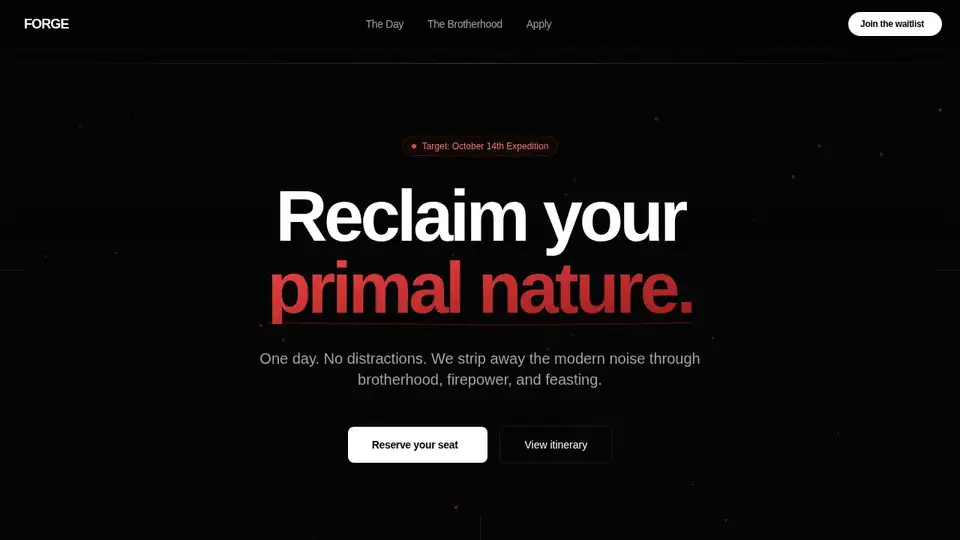 FORGE
The Day
The Brotherhood
Apply
Join the waitlist
Target: October 14th Expedition
Reclaim your
primal nature.
One day. No distractions. We strip away the modern noise through
brotherhood, firepower, and feasting.
Reserve your seat
View itinerary